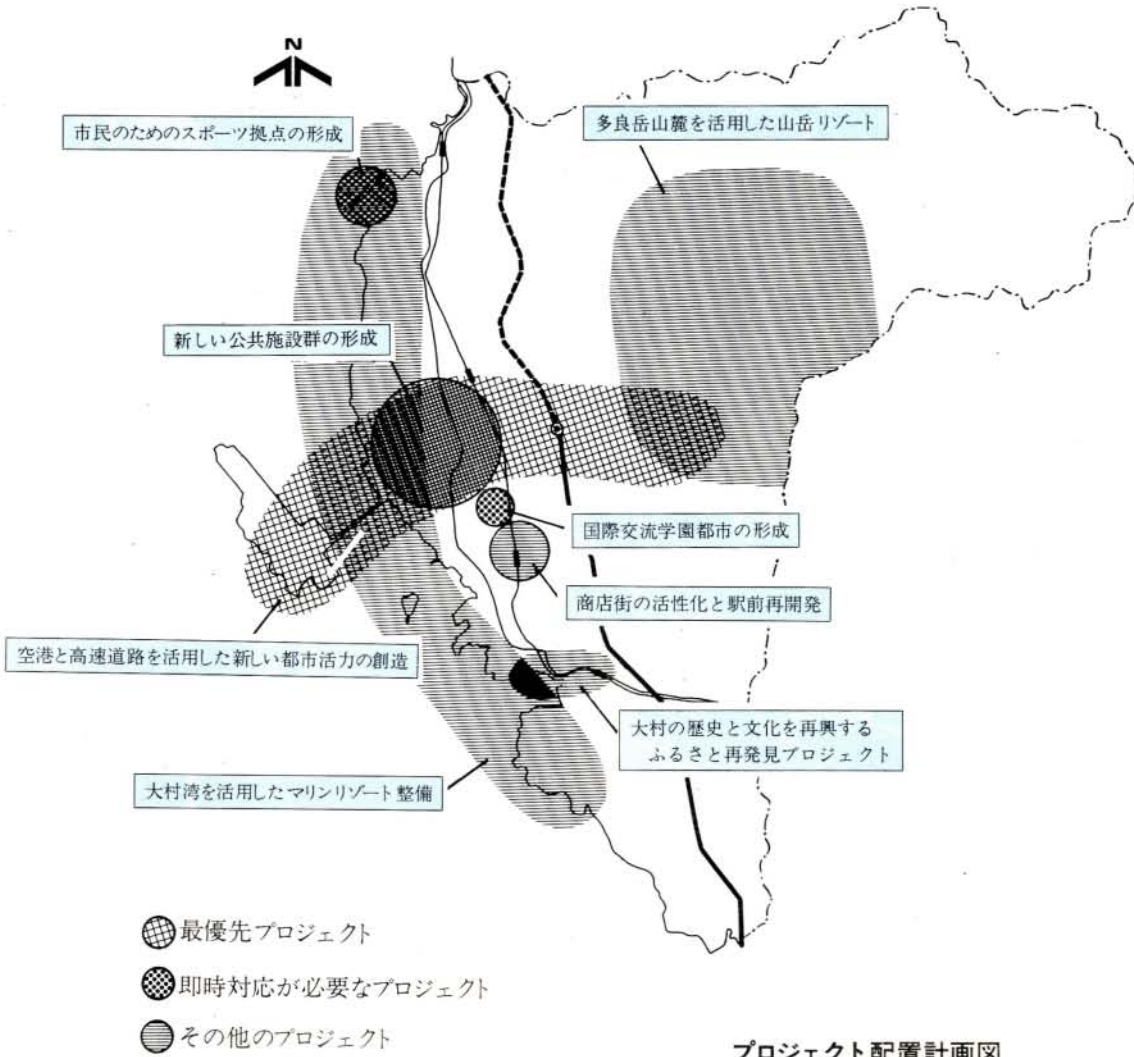 N
市民のためのスポーツ拠点の形成
多良岳山麓を活用した山岳リゾート
新しい公共施設群の形成
国際交流学園都市の形成
商店街の活性化と駅前再開発
空港と高速道路を活用した新しい都市活力の創造
大村の歴史と文化を再興する
ふるさと再発見プロジェクト
大村湾を活用したマリンリゾート整備
最優先プロジェクト
即時対応が必要なプロジェクト
その他のプロジェクト
プロジェクト配置計画図